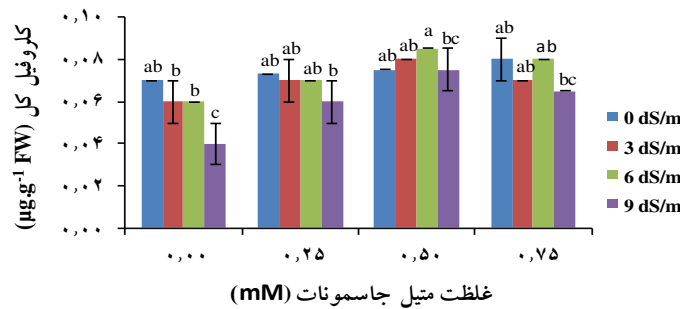 کلروفیل کل
(µg.g-1 FW)
۰٫۱۰
۰٫۰۸
۰٫۰۶
۰٫۰۴
۰٫۰۲
۰٫۰۰
ab b b c
ab ab ab b
ab ab a bc
ab ab ab bc
۰٫۰۰ ۰٫۲۵ ۰٫۵۰ ۰٫۷۵
غلظت متیل جاسمونات (mM)
0 dS/m
3 dS/m
6 dS/m
9 dS/m